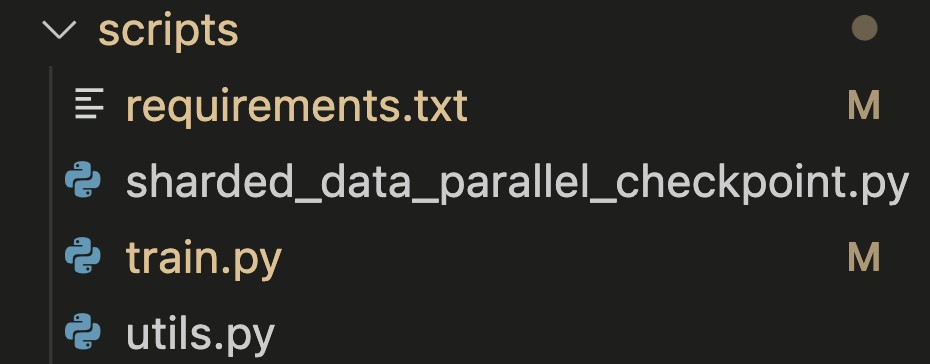 scripts
requirements.txt M
sharded_data_parallel_checkpoint.py
train.py M
utils.py